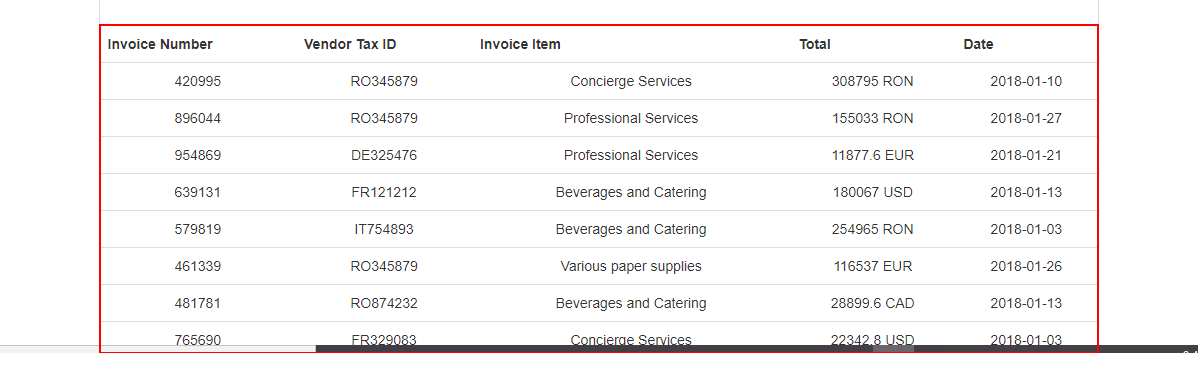 Invoice Number Vendor Tax ID Invoice Item Total Date
420995 RO345879 Concierge Services 308795 RON 2018-01-10
896044 RO345879 Professional Services 155033 RON 2018-01-27
954869 DE325476 Professional Services 11877.6 EUR 2018-01-21
639131 FR121212 Beverages and Catering 180067 USD 2018-01-13
579819 IT754893 Beverages and Catering 254965 RON 2018-01-03
461339 RO345879 Various paper supplies 116537 EUR 2018-01-26
481781 RO874232 Beverages and Catering 28899.6 CAD 2018-01-13
765690 FR329083 Concierge Services 22342.8 USD 2018-01-03